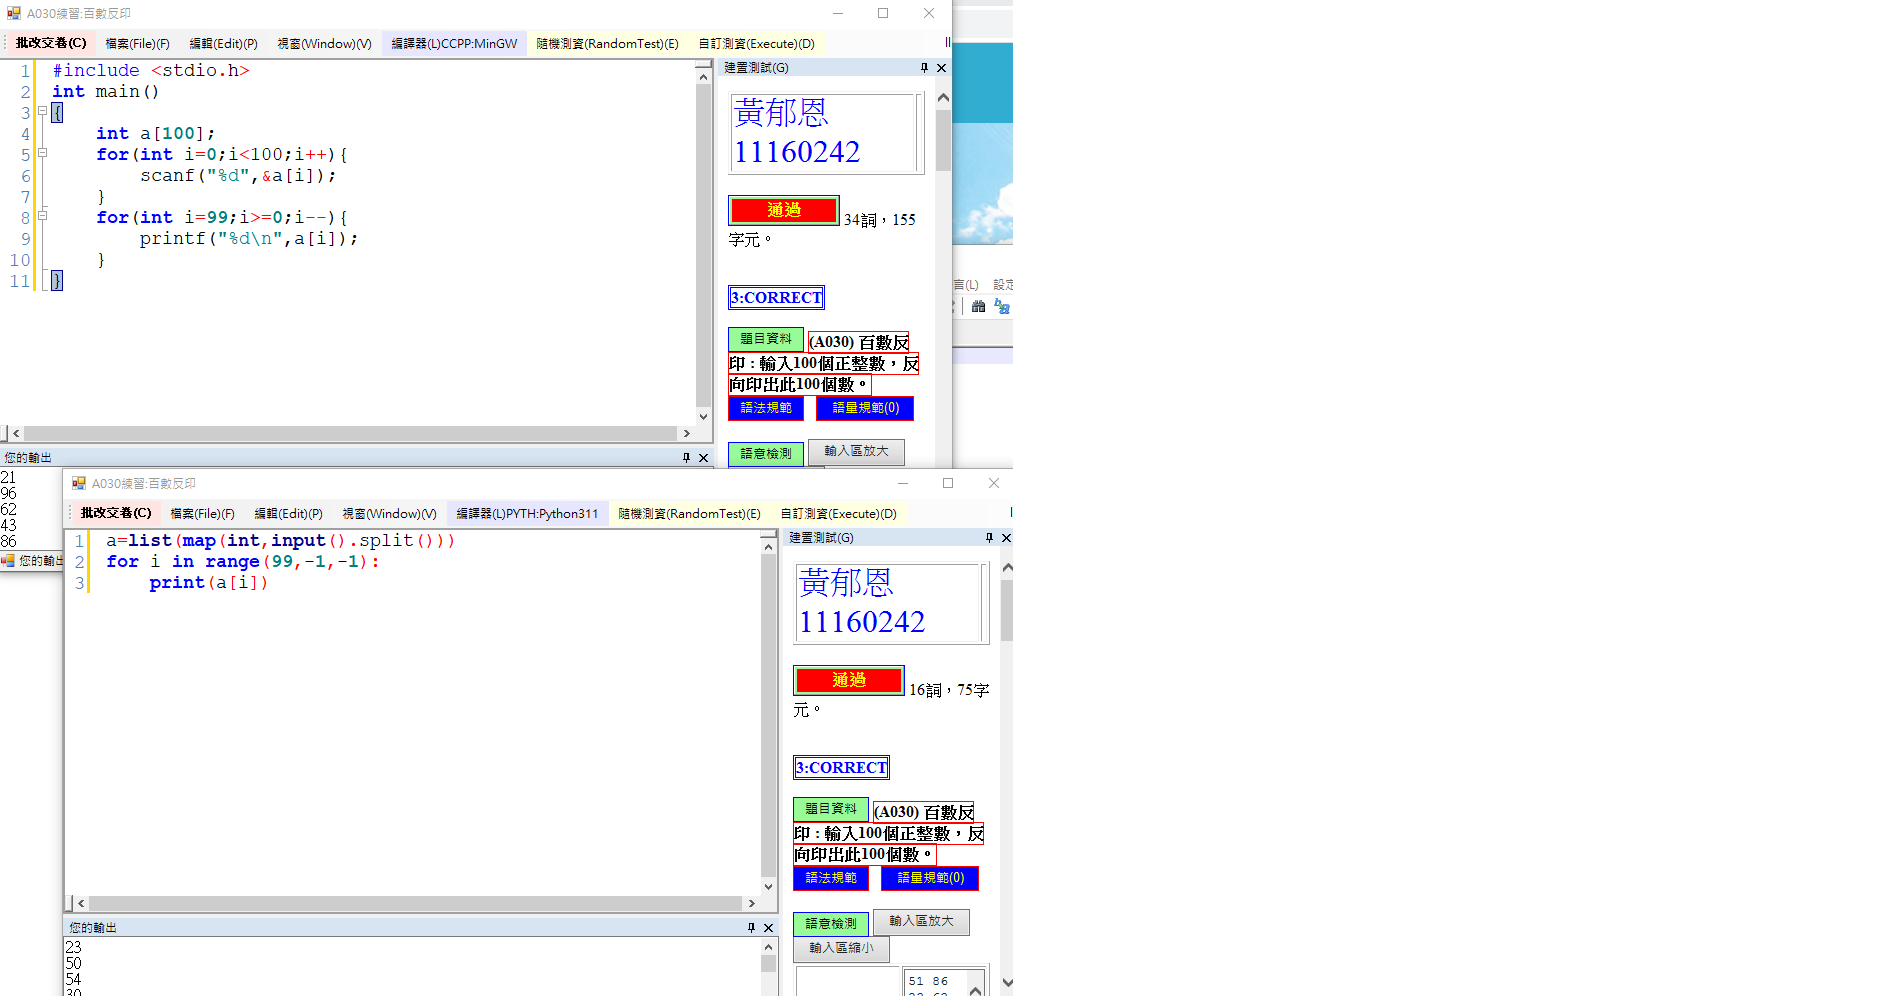 A030練習:百數反印
批改交卷(C) 檔案(File)(F) 編輯(Edit)(P) 視窗(Window)(V) 編譯器(L)CCPP:MinGW 隨機測資(RandomTest)(E) 自訂測資(Execute)(D)
1 #include <stdio.h>
2 int main()
3 {
4 int a[100];
5 for(int i=0;i<100;i++){
6 scanf("%d",&a[i]);
7 }
8 for(int i=99;i>=0;i--){
9 printf("%d\n",a[i]);
10 }
11 }
建置測試(G)
黃郁恩
11160242
通過 34詞，155
字元。
3:CORRECT
題目資料 (A030) 百數反
印 : 輸入100個正整數，反
向印出此100個數。
語法規範 語量規範(0)
語意檢測 輸入區放大
言(L) 設定
您的輸出
21
96
62
43
86
您的輸出
A030練習:百數反印
批改交卷(C) 檔案(File)(F) 編輯(Edit)(P) 視窗(Window)(V) 編譯器(L)PYTH:Python311 隨機測資(RandomTest)(E) 自訂測資(Execute)(D)
1 a=list(map(int,input().split()))
2 for i in range(99,-1,-1):
3 print(a[i])
建置測試(G)
黃郁恩
11160242
通過 16詞，75字
元。
3:CORRECT
題目資料 (A030) 百數反
印 : 輸入100個正整數，反
向印出此100個數。
語法規範 語量規範(0)
語意檢測 輸入區放大
輸入區縮小
51 86
您的輸出
23
50
54
30